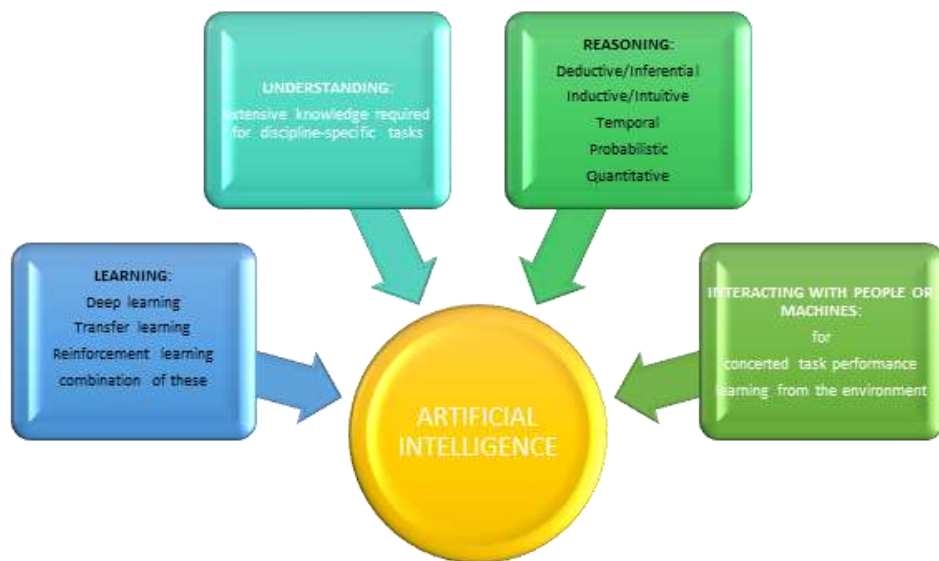 LEARNING:
Deep learning
Transfer learning
Reinforcement learning
combination of these
UNDERSTANDING:
extensive knowledge required
for discipline-specific tasks
REASONING:
Deductive/Inferential
Inductive/Intuitive
Temporal
Probabilistic
Quantitative
INTERACTING WITH PEOPLE OR
MACHINES:
for
concerted task performance
learning from the environment
ARTIFICIAL
INTELLIGENCE